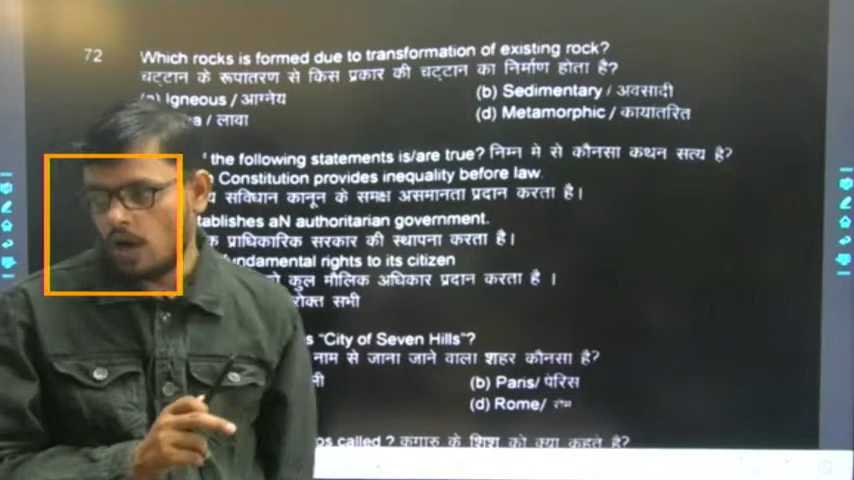 72 Which rocks is formed due to transformation of existing rock?
चट्टान के रूपातरण से किस प्रकार की चट्टान का निर्माण होता है?
Igneous / आग्नेय (b) Sedimentary / अवसादी
/ लावा (d) Metamorphic / कायातरित
the following statements is/are true? निम्न मे से कौनसा कथन सत्य है?
Constitution provides inequality before law.
संविधान कानून के समक्ष असमानता प्रदान करता है।
aN authoritarian government.
प्राधिकारिक सरकार की स्थापना करता है।
rights to its citizen
कुल मौलिक अधिकार प्रदान करता है ।
सभी
"City of Seven Hills"?
नाम से जाना जाने वाला शहर कौनसा है?
(b) Paris/ पेरिस
(d) Rome/ रोम
called ? कगारु के शिशु को क्या कहते है?